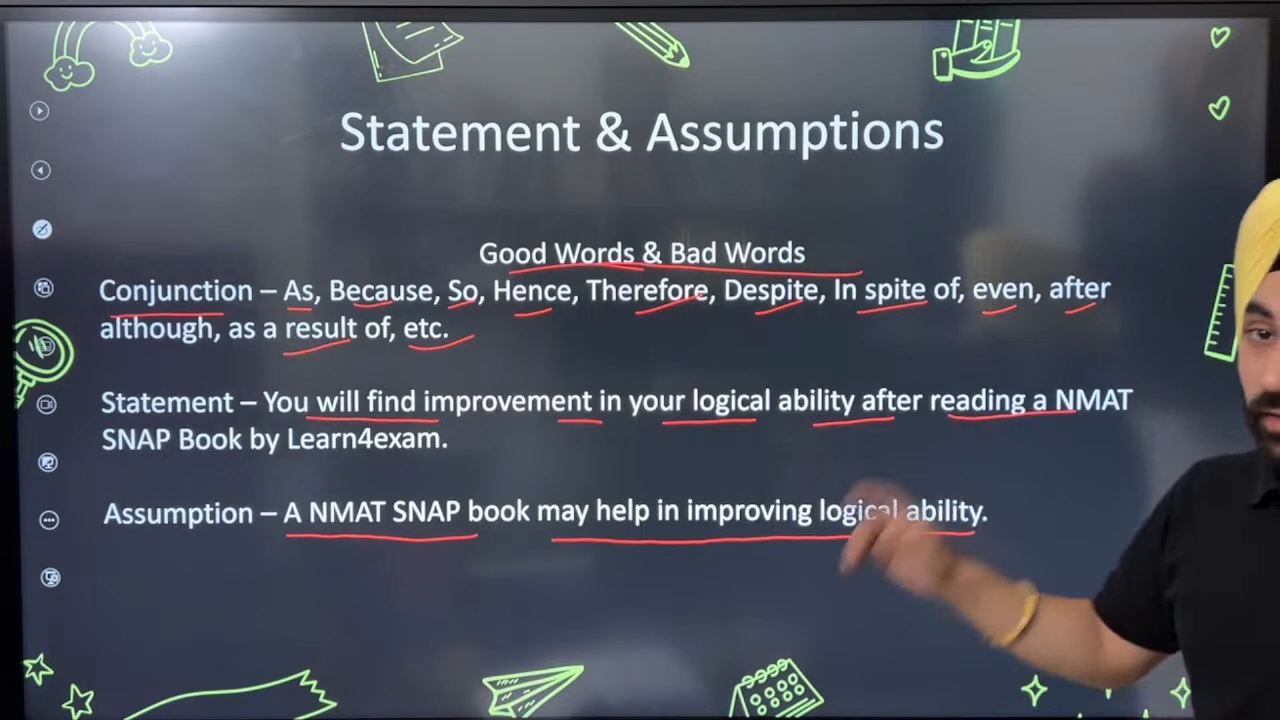 Statement & Assumptions
Good Words & Bad Words
Conjunction – As, Because, So, Hence, Therefore, Despite, In spite of, even, after
although, as a result of, etc.
Statement – You will find improvement in your logical ability after reading a NMAT
SNAP Book by Learn4exam.
Assumption – A NMAT SNAP book may help in improving logical ability.